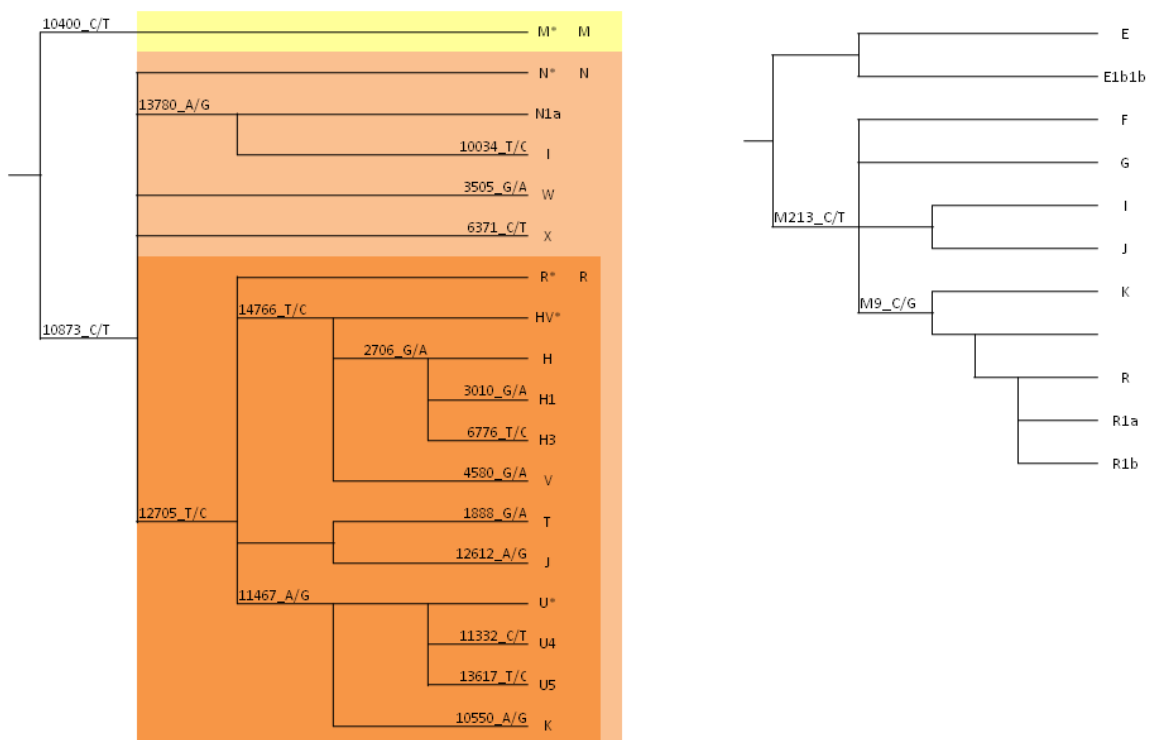 10400_C/T
M* M
N* N
13780_A/G
N1a
10034_T/C
I
3505_G/A
W
6371_C/T
X
R* R
14766_T/C
HV*
10873_C/T
2706_G/A
H
3010_G/A
H1
6776_T/C
H3
4580_G/A
V
12705_T/C
1888_G/A
T
12612_A/G
J
11467_A/G
U*
11332_C/T
U4
13617_T/C
U5
10550_A/G
K
E
E1b1b
F
G
I
M213_C/T
J
K
M9_C/G
R
R1a
R1b